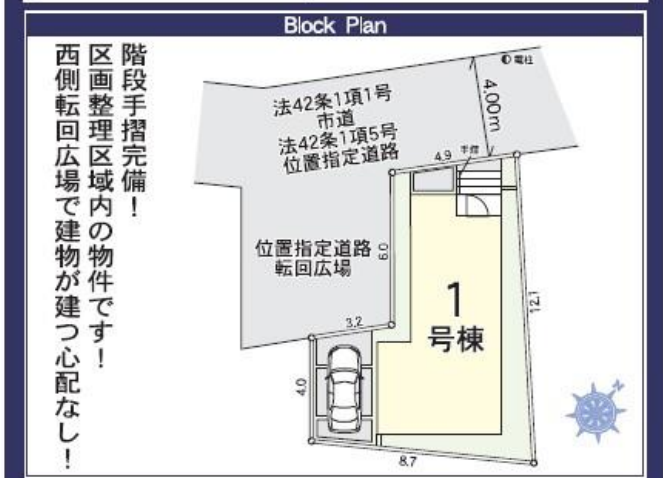 Block Plan
階段手摺完備！
区画整理区域内の物件です！
西側転回広場で建物が建つ心配なし！
電柱
法42条1項1号
市道
法42条1項5号
位置指定道路
4.00m
4.9
手摺
位置指定道路
転回広場
6.0
1
号棟
12.1
3.2
4.0
8.7
N